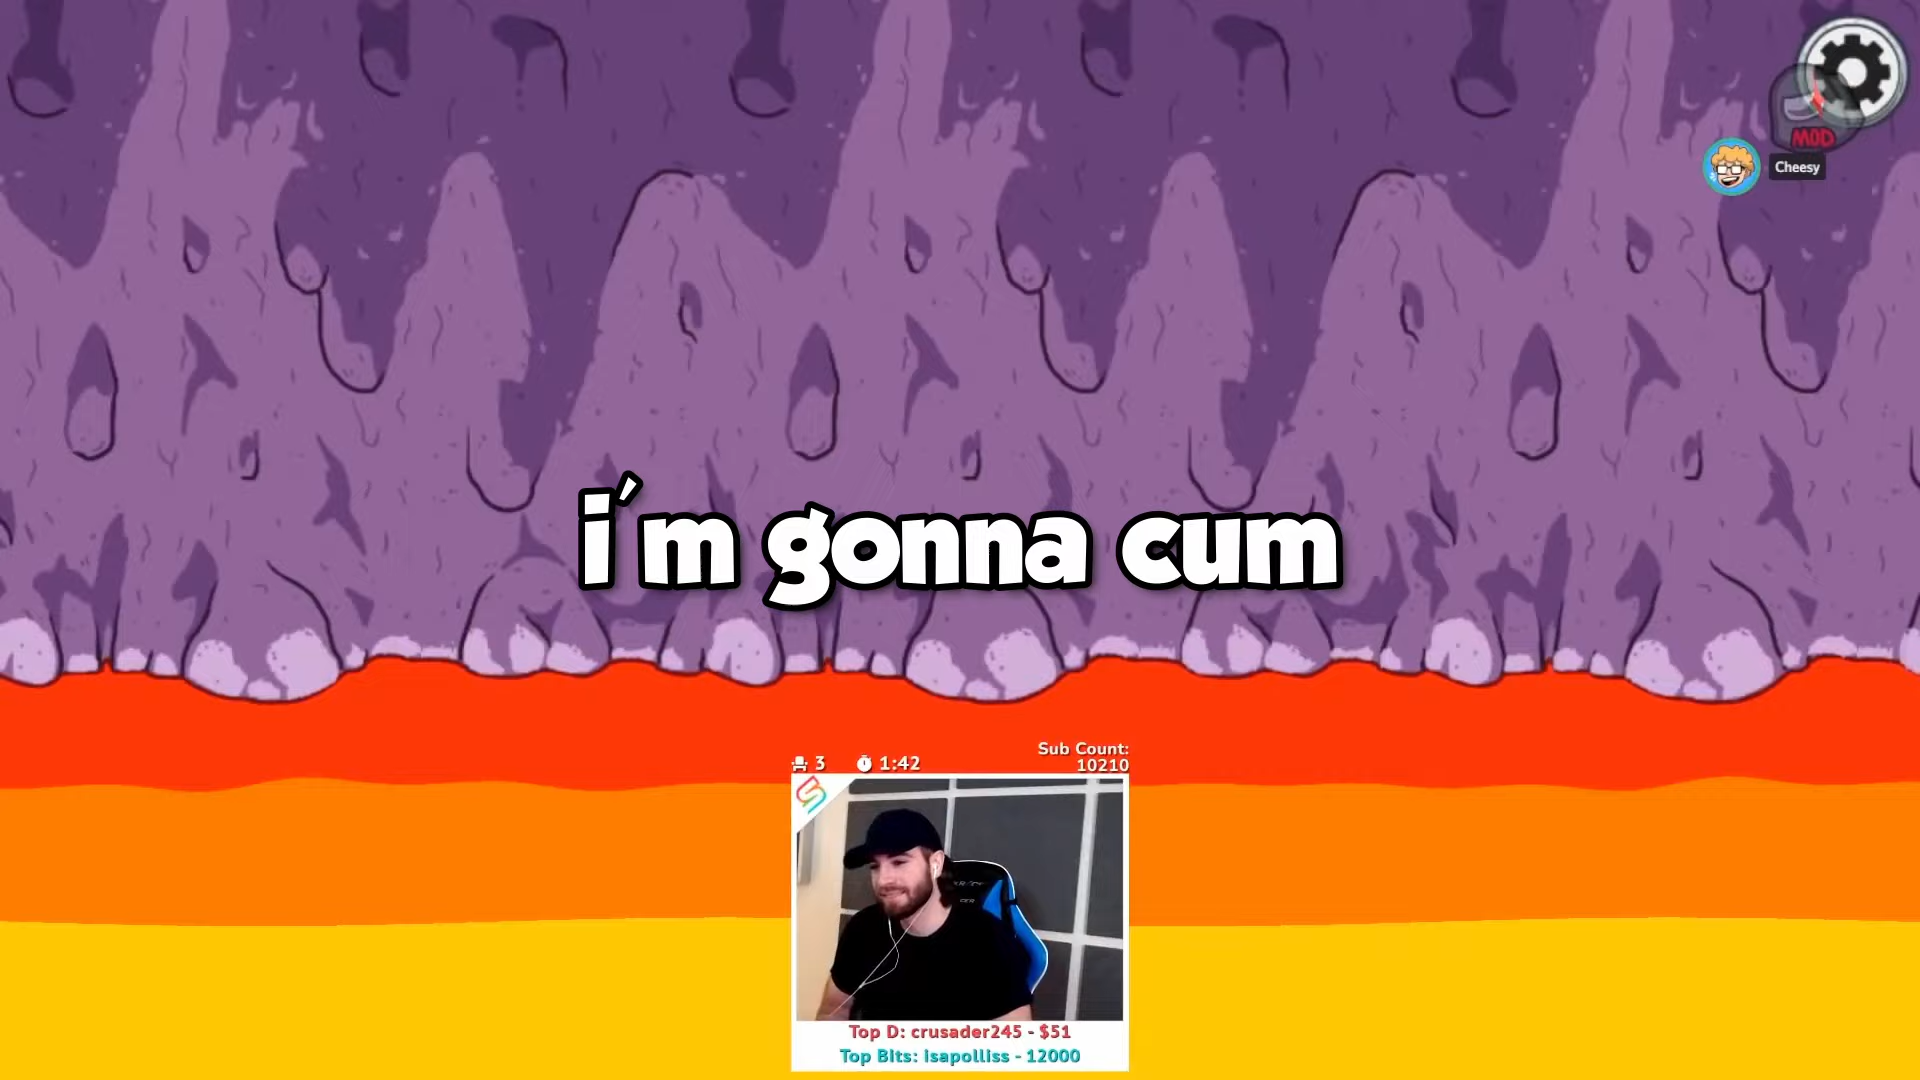 MOD
Cheesy
i'm gonna cum
3 1:42
Sub Count:
10210
Top D: crusader245 - $51
Top Bits: isapolliss - 12000